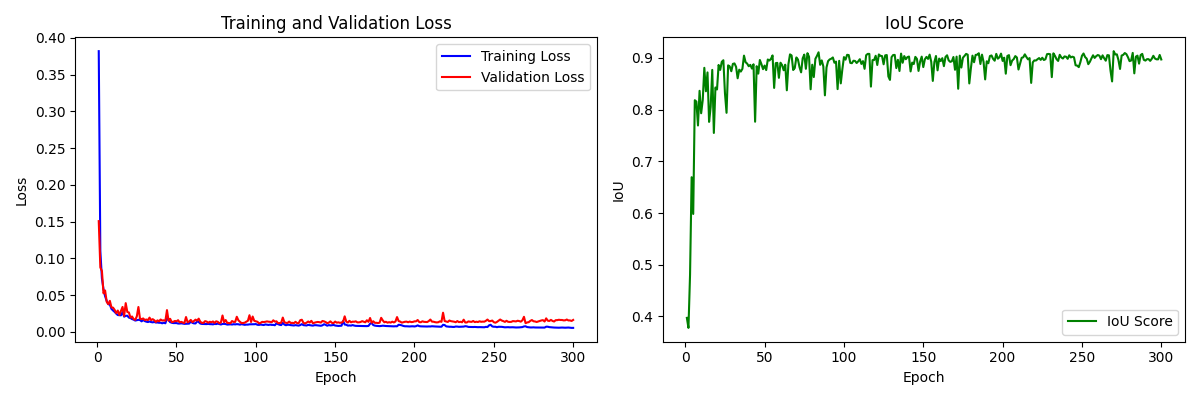 Training and Validation Loss
0.40
0.35
0.30
0.25
0.20
0.15
0.10
0.05
0.00
Loss
0 50 100 150 200 250 300
Epoch
Training Loss
Validation Loss
IoU Score
0.9
0.8
0.7
0.6
0.5
0.4
IoU
0 50 100 150 200 250 300
Epoch
IoU Score